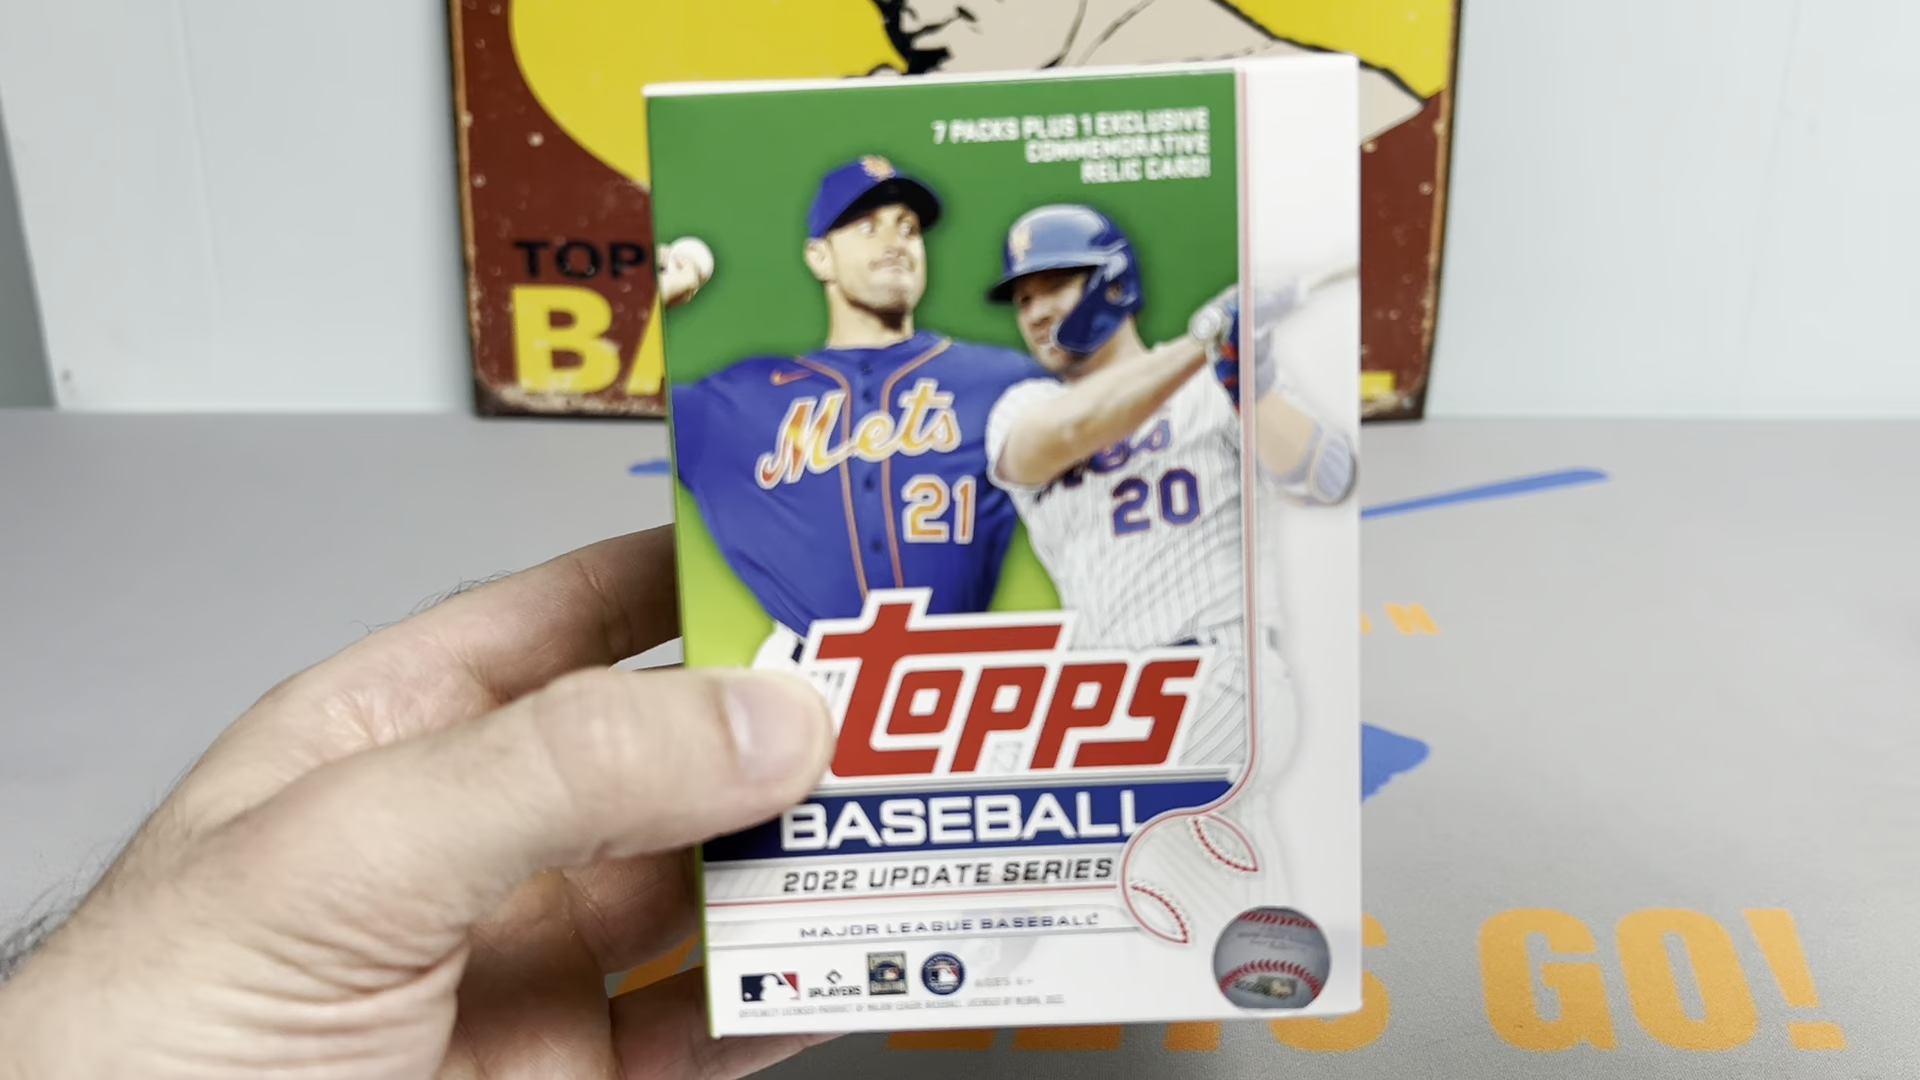 7 PACKS PLUS 1 EXCLUSIVE
COMMEMORATIVE
RELIC CARD!
TOP
BA
Mets
21
20
topps
BASEBALL
2022 UPDATE SERIES
MAJOR LEAGUE BASEBALL
PLAYERS
GO!